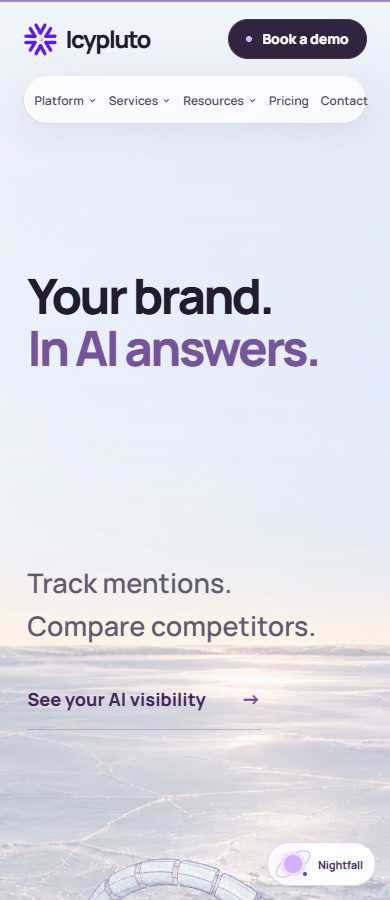 Icypluto
Book a demo
Platform Services Resources Pricing Contact
Your brand.
In AI answers.
Track mentions.
Compare competitors.
See your AI visibility →
Nightfall